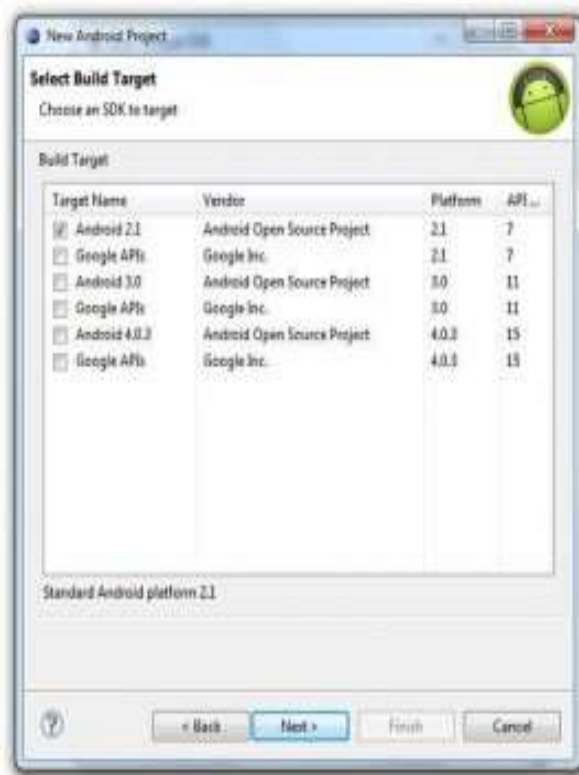 New Android Project
Select Build Target
Choose an SDK to target
Build Target
Target Name Vendor Platform API ...
Android 2.1 Android Open Source Project 2.1 7
Google APIs Google Inc. 2.1 7
Android 3.0 Android Open Source Project 3.0 11
Google APIs Google Inc. 3.0 11
Android 4.0.3 Android Open Source Project 4.0.3 15
Google APIs Google Inc. 4.0.3 15
Standard Android platform 2.1
? < Back Next > Finish Cancel